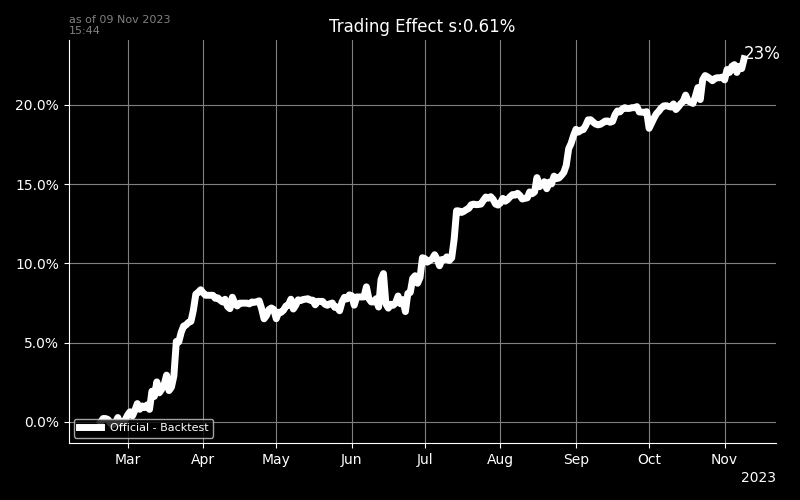 as of 09 Nov 2023
15:44
Trading Effect s:0.61%
23%
20.0%
15.0%
10.0%
5.0%
0.0%
Official - Backtest
Mar Apr May Jun Jul Aug Sep Oct Nov
2023